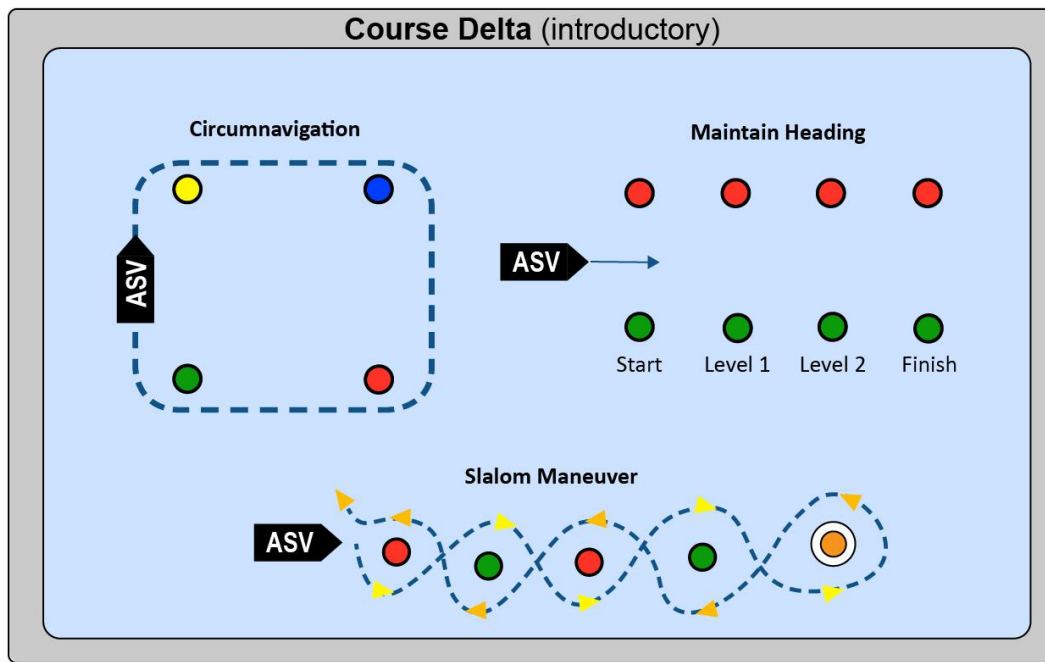 Course Delta (introductory)
Circumnavigation
Maintain Heading
ASV
ASV
Start Level 1 Level 2 Finish
Slalom Maneuver
ASV